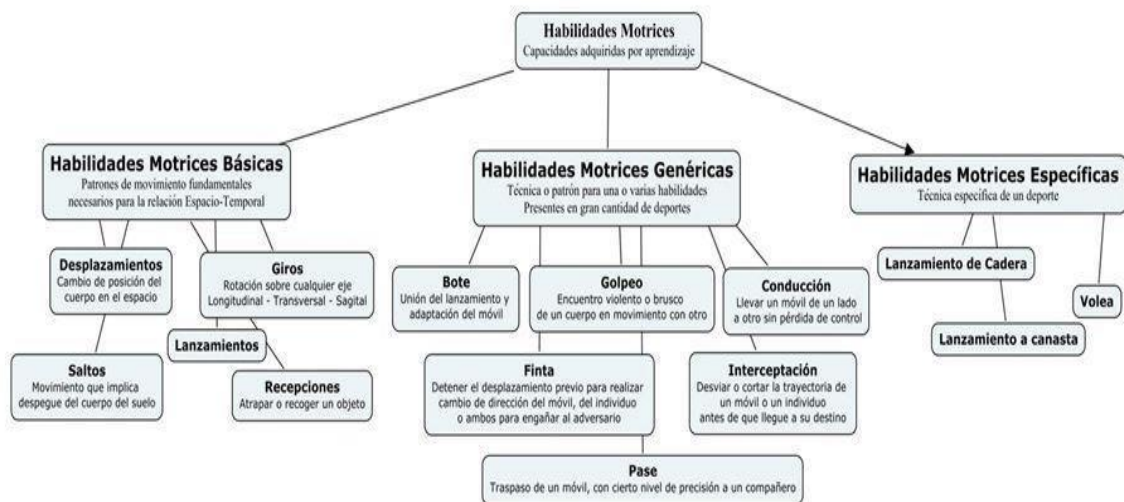 Habilidades Motrices
Capacidades adquiridas por aprendizaje
Habilidades Motrices Básicas
Patrones de movimiento fundamentales
necesarios para la relación Espacio-Temporal
Habilidades Motrices Genéricas
Técnica o patrón para una o varias habilidades
Presentes en gran cantidad de deportes
Habilidades Motrices Específicas
Técnica específica de un deporte
Desplazamientos
Cambio de posición del
cuerpo en el espacio
Giros
Rotación sobre cualquier eje
Longitudinal - Transversal - Sagital
Lanzamientos
Saltos
Movimiento que implica
despegue del cuerpo del suelo
Recepciones
Atrapar o recoger un objeto
Bote
Unión del lanzamiento y
adaptación del móvil
Golpeo
Encuentro violento o brusco
de un cuerpo en movimiento con otro
Conducción
Llevar un móvil de un lado
a otro sin pérdida de control
Finta
Detener el desplazamiento previo para realizar
cambio de dirección del móvil, del individuo
o ambos para engañar al adversario
Interceptación
Desviar o cortar la trayectoria de
un móvil o un individuo
antes de que llegue a su destino
Pase
Traspaso de un móvil, con cierto nivel de precisión a un compañero
Lanzamiento de Cadera
Volea
Lanzamiento a canasta